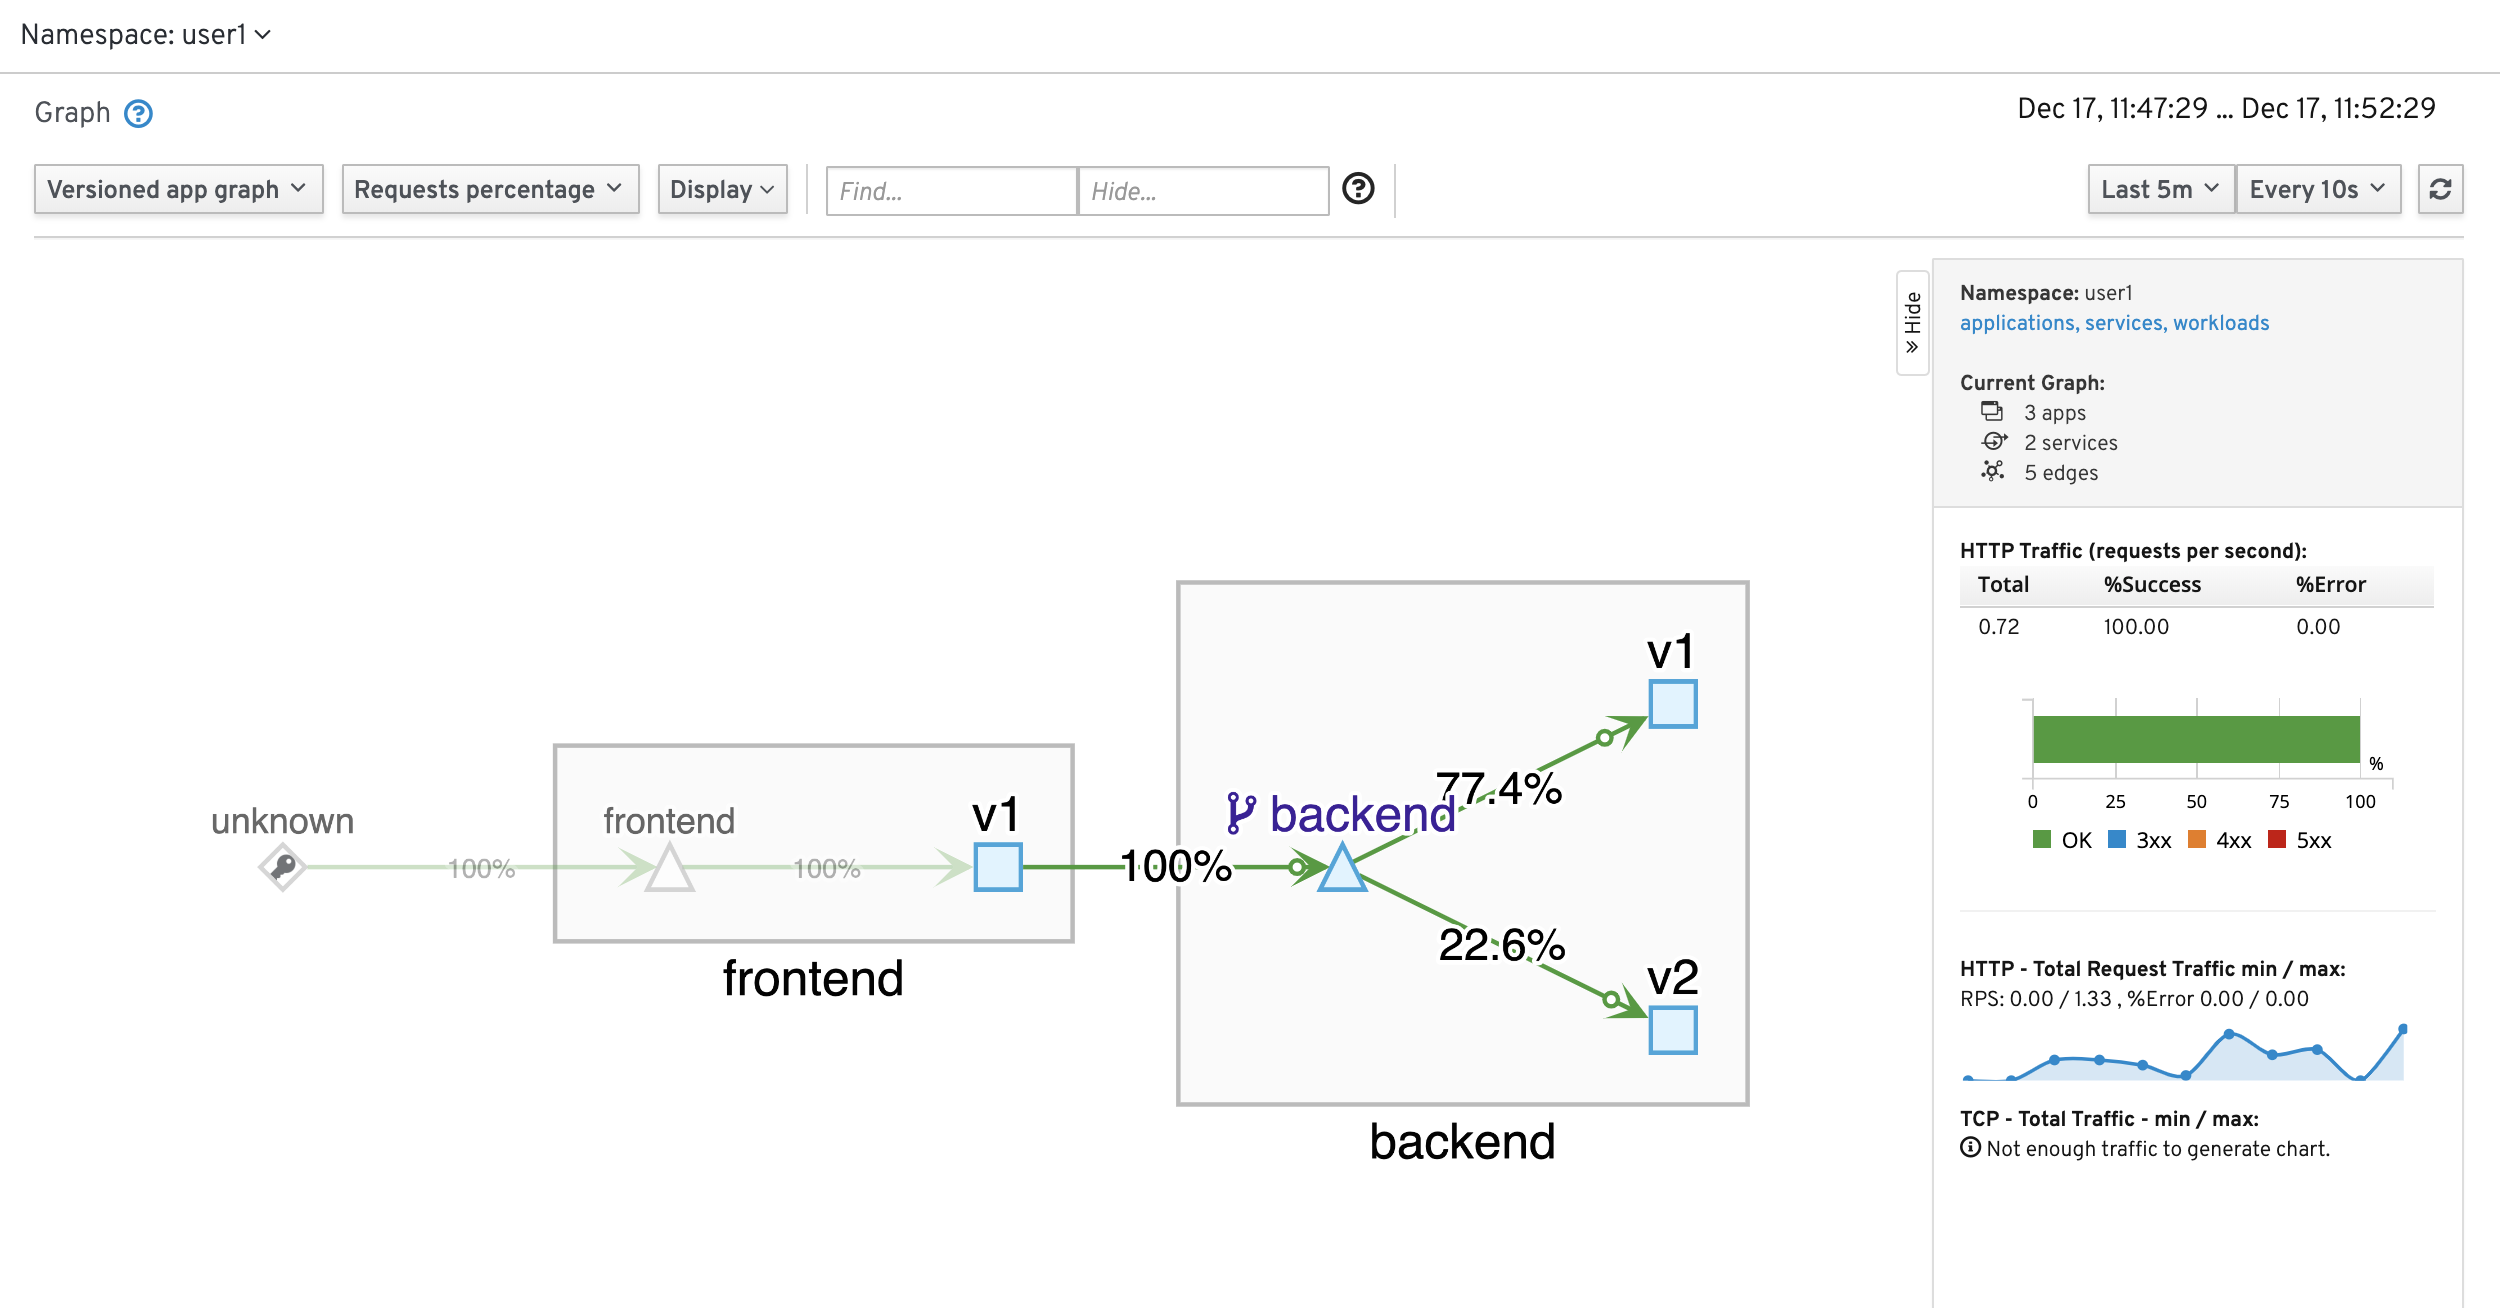 Namespace: user1
Graph
Dec 17, 11:47:29 ... Dec 17, 11:52:29
Versioned app graph
Requests percentage
Display
Find...
Hide...
Last 5m
Every 10s
Hide
Namespace: user1
applications, services, workloads
Current Graph:
3 apps
2 services
5 edges
HTTP Traffic (requests per second):
Total %Success %Error
0.72 100.00 0.00
%
0 25 50 75 100
OK 3xx 4xx 5xx
HTTP - Total Request Traffic min / max:
RPS: 0.00 / 1.33 , %Error 0.00 / 0.00
TCP - Total Traffic - min / max:
Not enough traffic to generate chart.
unknown
100%
frontend
100%
v1
frontend
100%
backend
77.4%
v1
22.6%
v2
backend